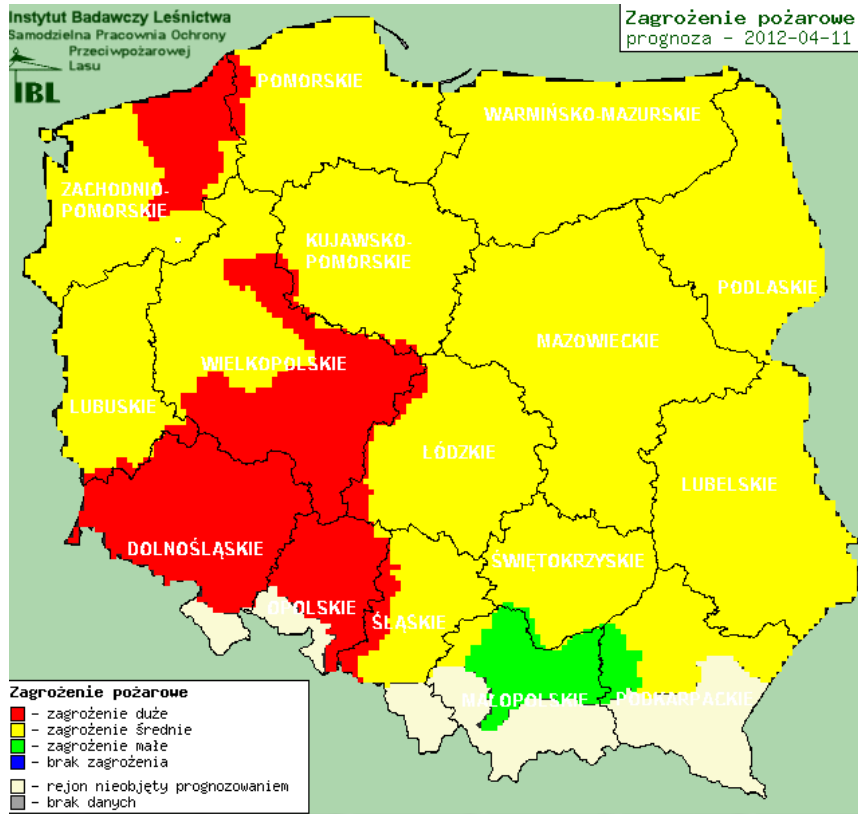 Instytut Badawczy Leśnictwa
Samodzielna Pracownia Ochrony
Przeciwpożarowej
Lasu
IBL
Zagrożenie pożarowe
prognoza - 2012-04-11
POMORSKIE
WARMIŃSKO-MAZURSKIE
ZACHODNIO-
POMORSKIE
KUJAWSKO-
POMORSKIE
PODLASKIE
MAZOWIECKIE
WIELKOPOLSKIE
LUBUSKIE
ŁÓDZKIE
LUBELSKIE
DOLNOŚLĄSKIE
ŚWIĘTOKRZYSKIE
OPOLSKIE
ŚLĄSKIE
MAŁOPOLSKIE
PODKARPACKIE
Zagrożenie pożarowe
- zagrożenie duże
- zagrożenie średnie
- zagrożenie małe
- brak zagrożenia
- rejon nieobjęty prognozowaniem
- brak danych